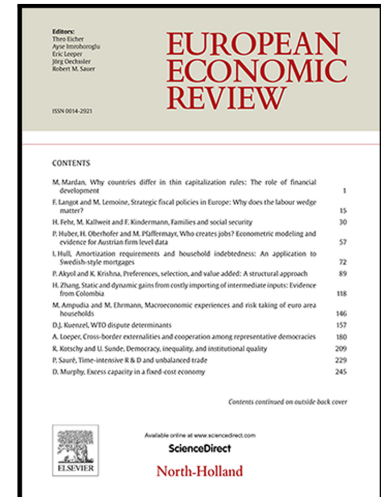 Editors:
Theo Eicher
Ayse Imrohoroglu
Eric Leeper
Jörg Oechssler
Robert M. Sauer
ISSN 0014-2921
EUROPEAN
ECONOMIC
REVIEW
CONTENTS
M. Mardan, Why countries differ in thin capitalization rules: The role of financial
development 1
F. Langot and M. Lemoine, Strategic fiscal policies in Europe: Why does the labour wedge
matter? 15
H. Fehr, M. Kallweit and F. Kindermann, Families and social security 30
P. Huber, H. Oberhofer and M. Pfaffermayr, Who creates jobs? Econometric modeling and
evidence for Austrian firm level data 57
I. Hull, Amortization requirements and household indebtedness: An application to
Swedish-style mortgages 72
P. Akyol and K. Krishna, Preferences, selection, and value added: A structural approach 89
H. Zhang, Static and dynamic gains from costly importing of intermediate inputs: Evidence
from Colombia 118
M. Ampudia and M. Ehrmann, Macroeconomic experiences and risk taking of euro area
households 146
D.J. Kuenzel, WTO dispute determinants 157
A. Loeper, Cross-border externalities and cooperation among representative democracies 180
R. Kotschy and U. Sunde, Democracy, inequality, and institutional quality 209
P. Sauré, Time-intensive R & D and unbalanced trade 229
D. Murphy, Excess capacity in a fixed-cost economy 245
Contents continued on outside back cover
Available online at www.sciencedirect.com
ScienceDirect
ELSEVIER
North-Holland